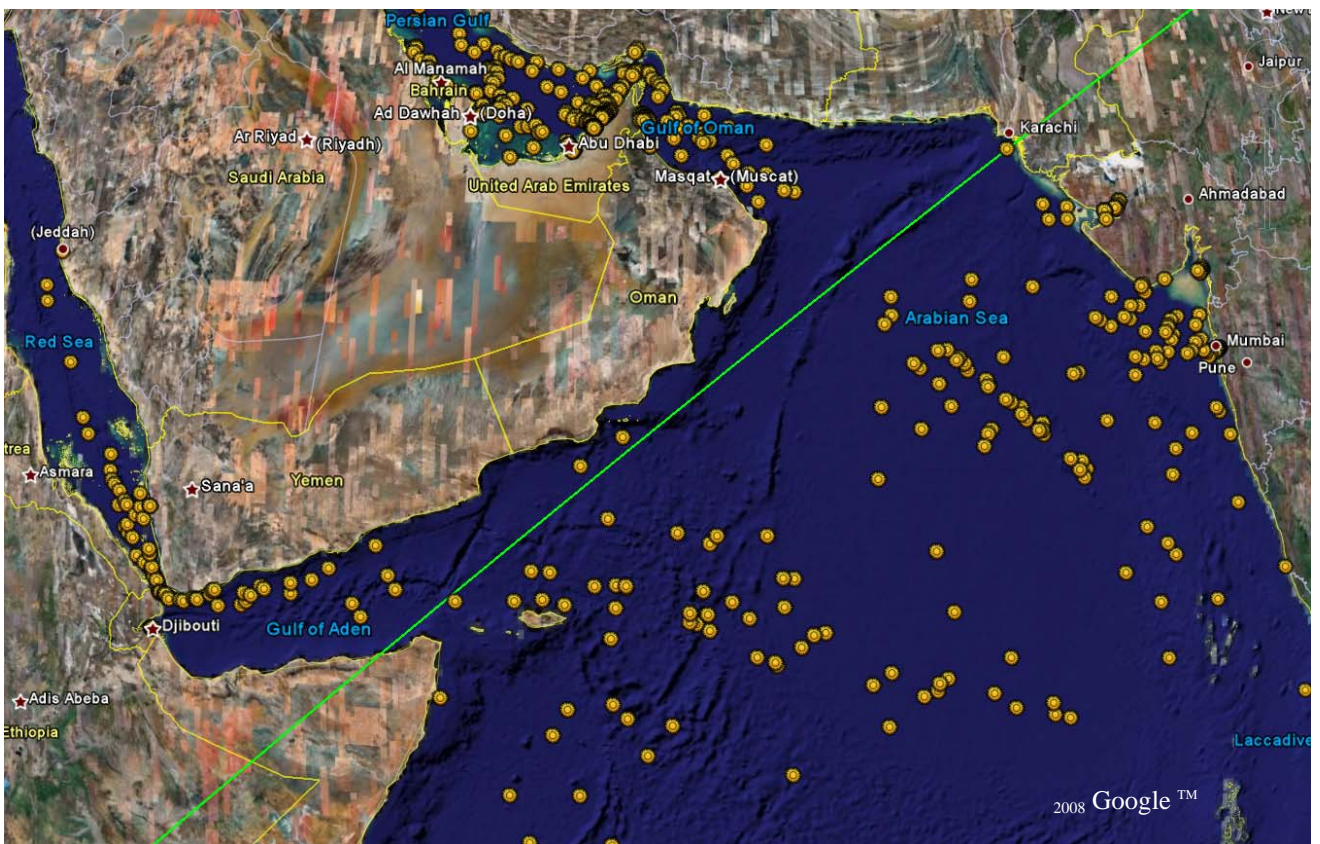 Persian Gulf
New
Jaipur
Al Manamah
Bahrain
Ad Dawhah (Doha)
Gulf of Oman
Karachi
Ar Riyad (Riyadh)
Abu Dhabi
Saudi Arabia
United Arab Emirates
Masqat (Muscat)
Ahmadabad
(Jeddah)
Oman
Arabian Sea
Red Sea
Mumbai
Pune
trea
Asmara
Sana'a
Yemen
Djibouti
Gulf of Aden
Adis Abeba
Ethiopia
Laccadive
2008 Google TM